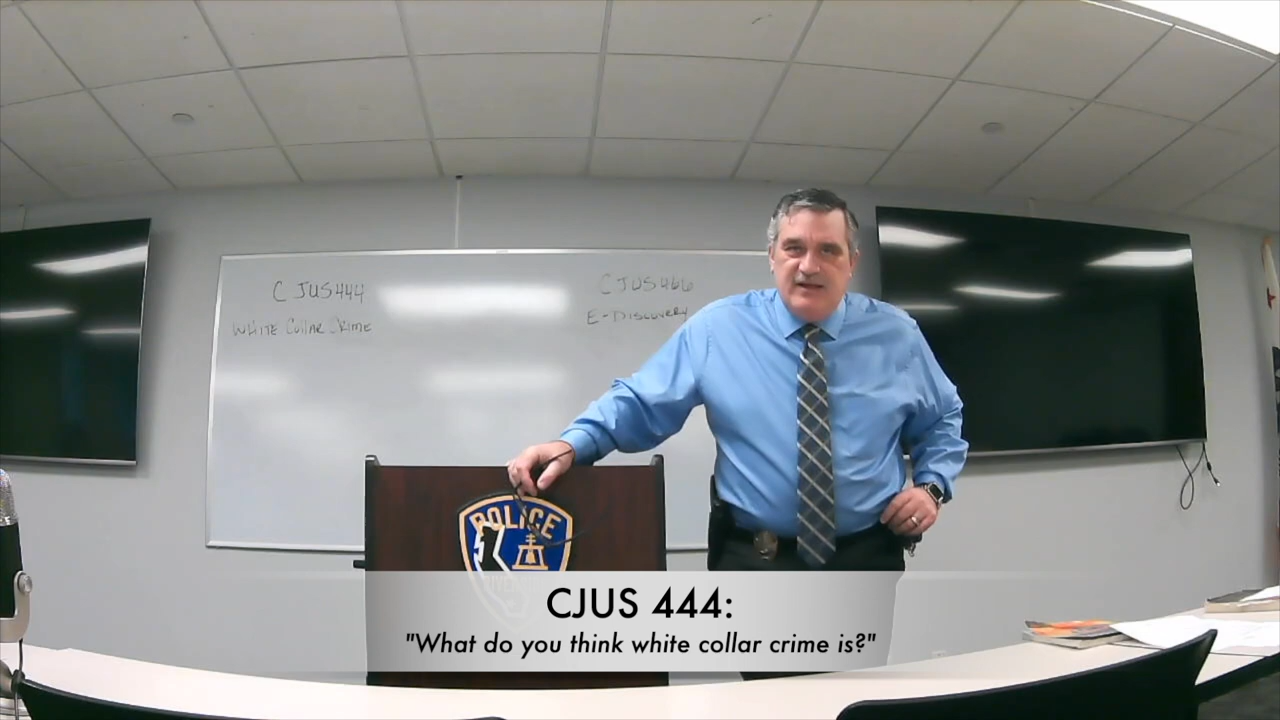 CJUS444
WHITE Collar CRIME
CJUS466
E-DISCOVERY
POLICE
CJUS 444:
"What do you think white collar crime is?"